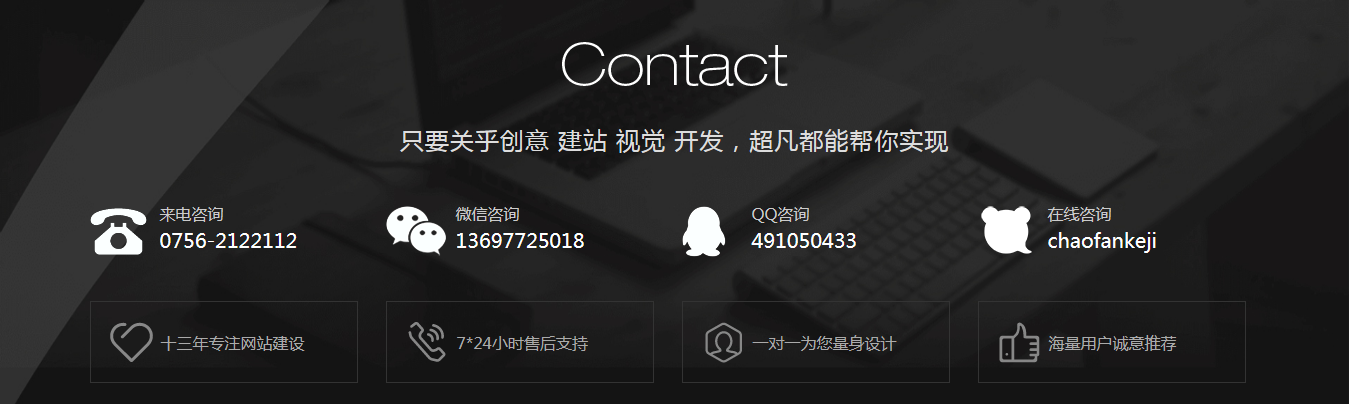 Contact
只要关乎创意 建站 视觉 开发，超凡都能帮你实现
来电咨询
0756-2122112
微信咨询
13697725018
QQ咨询
491050433
在线咨询
chaofankeji
十三年专注网站建设
7*24小时售后支持
一对一为您量身设计
海量用户诚意推荐